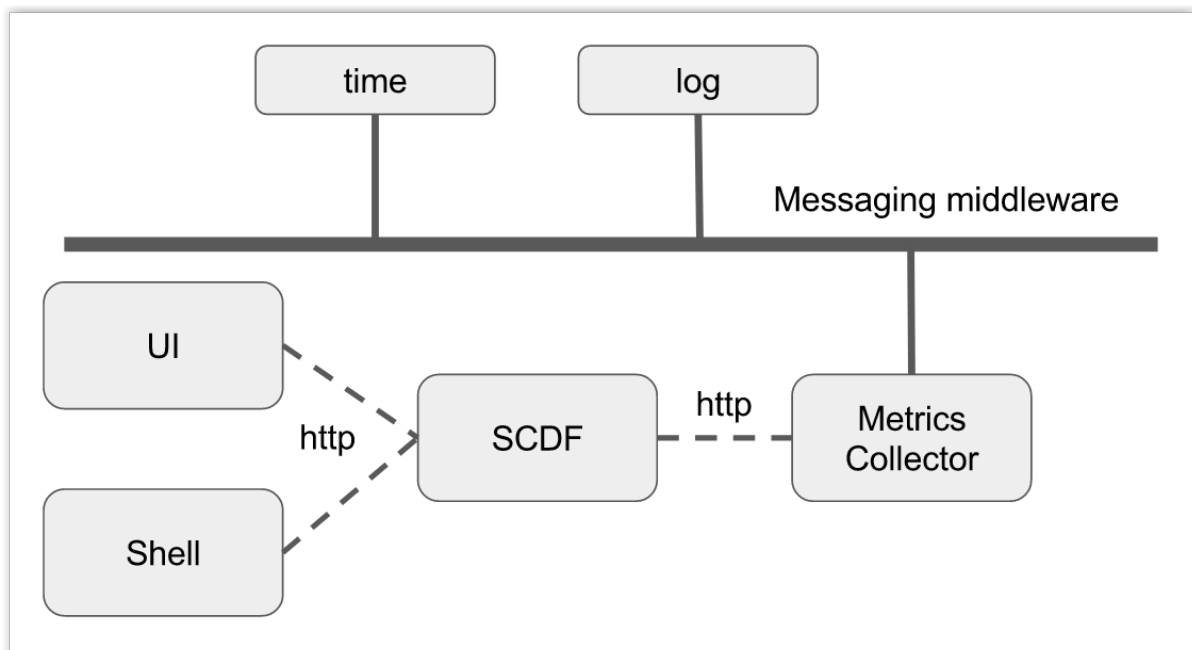 time
log
Messaging middleware
UI
http
Metrics
Collector
http
SCDF
Shell